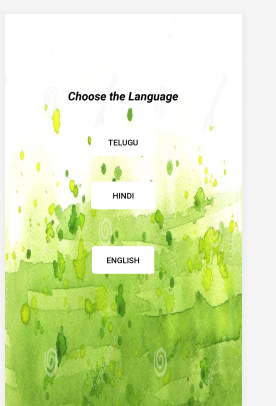 Choose the Language
TELUGU
HINDI
ENGLISH